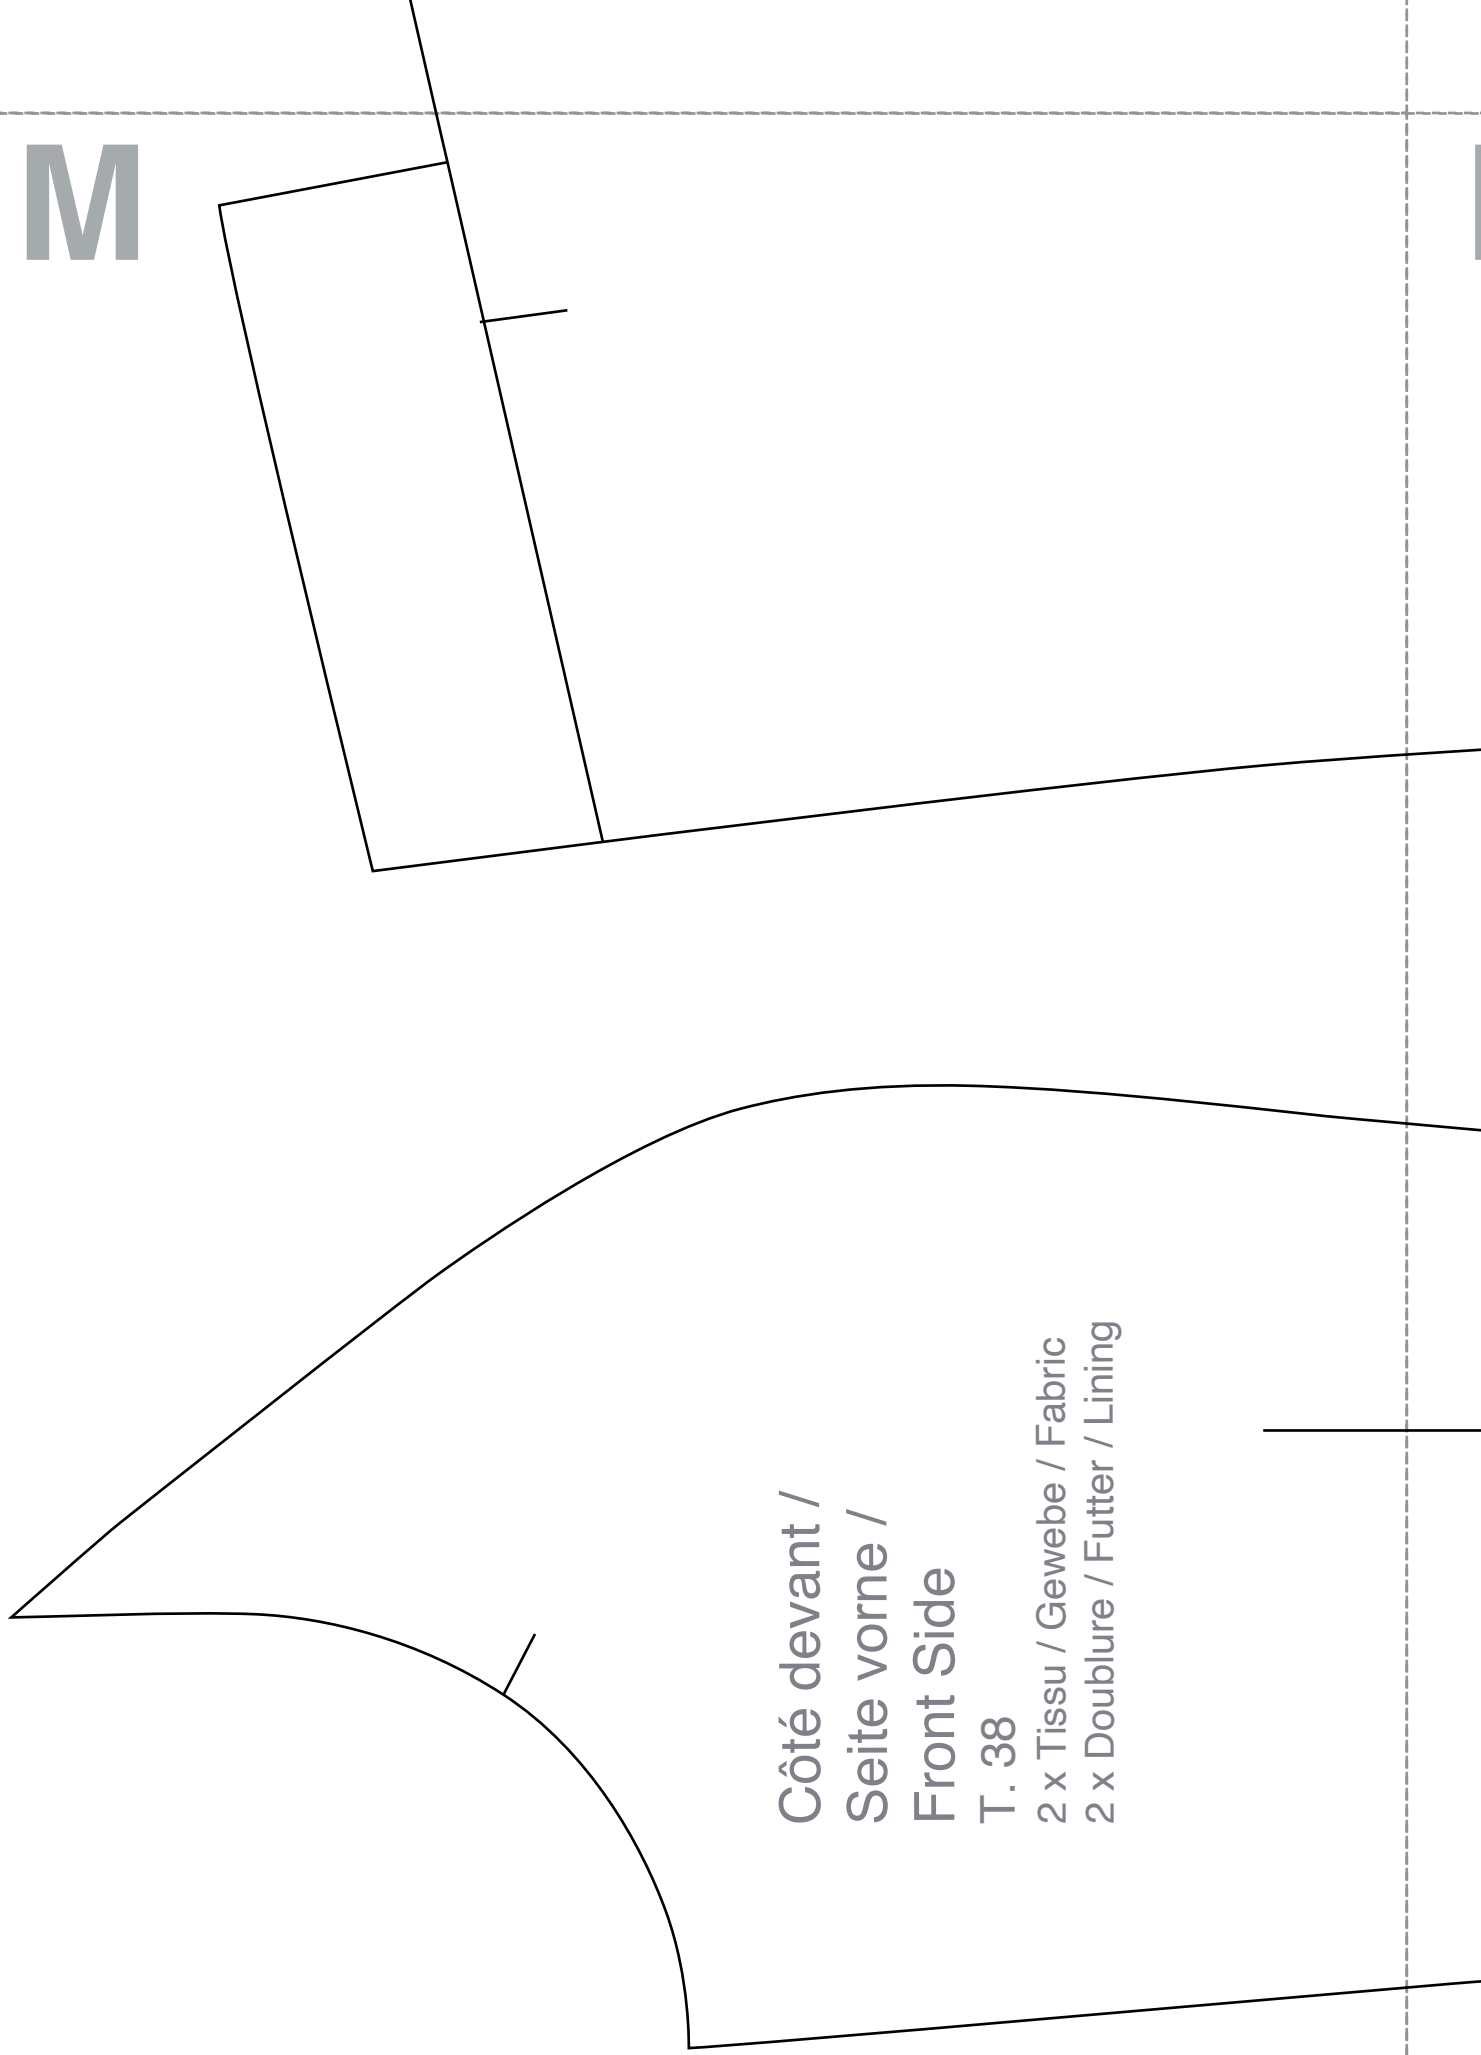 M
Côté devant /
Seite vorne /
Front Side
T. 38
2 x Tissu / Gewebe / Fabric
2 x Doublure / Futter / Lining